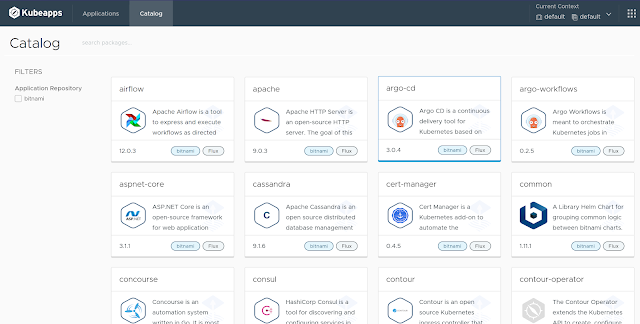 Kubeapps
Applications
Catalog
Current Context
default
default
Catalog
search packages...
FILTERS
Application Repository
bitnami
airflow
Apache Airflow is a tool
to express and execute
workflows as directed
12.0.3
bitnami
Flux
apache
Apache HTTP Server is
an open-source HTTP
server. The goal of this
9.0.3
bitnami
Flux
argo-cd
Argo CD is a continuous
delivery tool for
Kubernetes based on
3.0.4
bitnami
Flux
argo-workflows
Argo Workflows is
meant to orchestrate
Kubernetes jobs in
0.2.5
bitnami
Flux
aspnet-core
ASP.NET
ASP.NET Core is an
open-source framework
for web application
3.1.1
bitnami
Flux
cassandra
C
Apache Cassandra is an
open source distributed
database management
9.1.6
bitnami
Flux
cert-manager
Cert Manager is a
Kubernetes add-on to
automate the
0.4.5
bitnami
Flux
common
b
A Library Helm Chart for
grouping common logic
between bitnami charts.
1.11.1
bitnami
Flux
concourse
Concourse is an
automation system
written in Go. It is most
consul
HashiCorp Consul is a
tool for discovering and
configuring services in
contour
Contour is an open
source Kubernetes
ingress controller that
contour-operator
The Contour Operator
extends the Kubernetes
API to create, configure